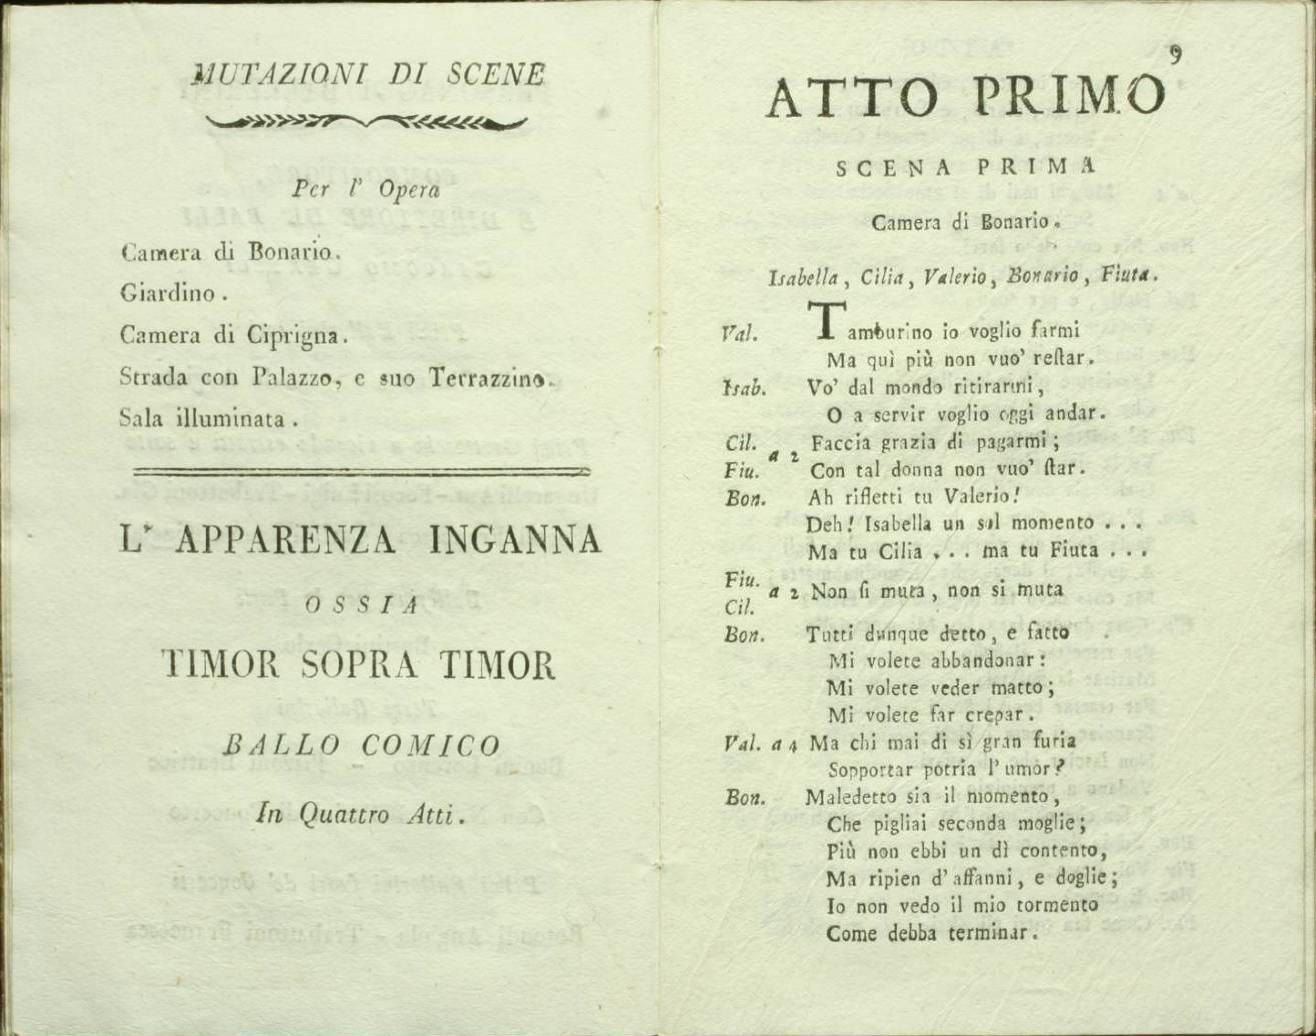 MUTAZIONI DI SCENE
Per l' Opera
Camera di Bonario.
Giardino.
Camera di Ciprigna.
Strada con Palazzo, e suo Terrazzino.
Sala illuminata.
L' APPARENZA INGANNA
OSSIA
TIMOR SOPRA TIMOR
BALLO COMICO
In Quattro Atti.
9
ATTO PRIMO
SCENA PRIMA
Camera di Bonario.
Isabella, Cilia, Valerio, Bonario, Fiuta.
Val. Tamburino io voglio farmi
Ma quì più non vuo' reſtar.
Isab. Vo' dal mondo ritirarmi,
O a servir voglio oggi andar.
Cil. a 2 Faccia grazia di pagarmi;
Fiu. Con tal donna non vuo' ſtar.
Bon. Ah rifletti tu Valerio!
Deh! Isabella un sol momento ...
Ma tu Cilia ... ma tu Fiuta ...
Fiu. a 2 Non ſi muta, non si muta
Cil.
Bon. Tutti dunque detto, e fatto
Mi volete abbandonar:
Mi volete veder matto;
Mi volete far crepar.
Val. a 4 Ma chi mai di sì gran furia
Sopportar potria l'umor?
Bon. Maledetto sia il momento,
Che pigliai seconda moglie;
Più non ebbi un dì contento,
Ma ripien d'affanni, e doglie;
Io non vedo il mio tormento
Come debba terminar.